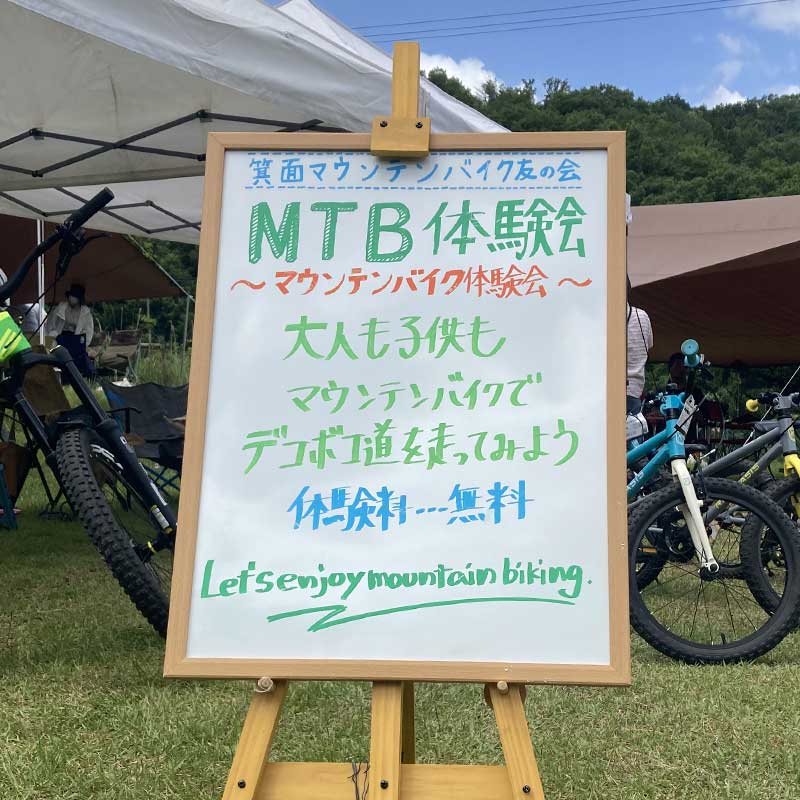 箕面マウンテンバイク友の会
MTB体験会
～マウンテンバイク体験会～
大人も子供も
マウンテンバイクで
デコボコ道を走ってみよう
体験料…無料
Let's enjoy mountain biking.